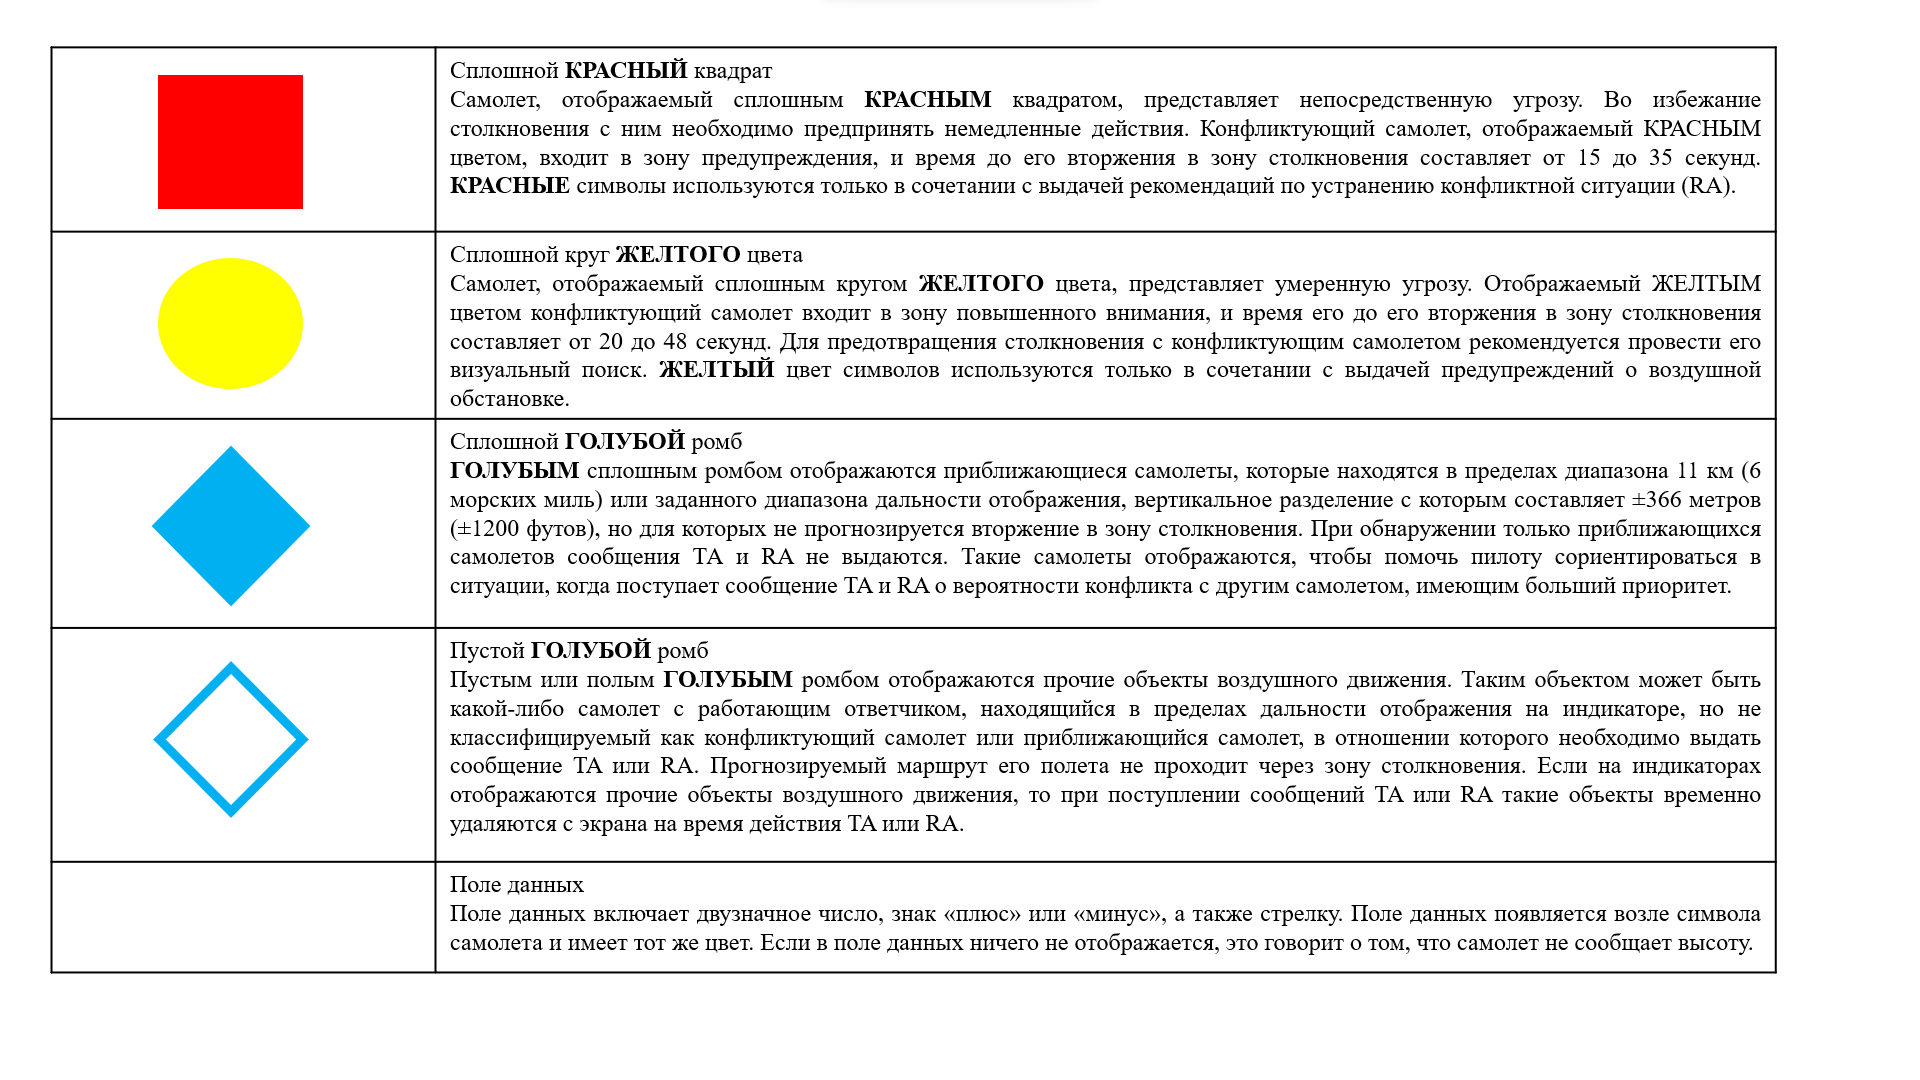 Сплошной КРАСНЫЙ квадрат
Самолет, отображаемый сплошным КРАСНЫМ квадратом, представляет непосредственную угрозу. Во избежание
столкновения с ним необходимо предпринять немедленные действия. Конфликтующий самолет, отображаемый КРАСНЫМ
цветом, входит в зону предупреждения, и время до его вторжения в зону столкновения составляет от 15 до 35 секунд.
КРАСНЫЕ символы используются только в сочетании с выдачей рекомендаций по устранению конфликтной ситуации (RA).
Сплошной круг ЖЕЛТОГО цвета
Самолет, отображаемый сплошным кругом ЖЕЛТОГО цвета, представляет умеренную угрозу. Отображаемый ЖЕЛТЫМ
цветом конфликтующий самолет входит в зону повышенного внимания, и время его до его вторжения в зону столкновения
составляет от 20 до 48 секунд. Для предотвращения столкновения с конфликтующим самолетом рекомендуется провести его
визуальный поиск. ЖЕЛТЫЙ цвет символов используются только в сочетании с выдачей предупреждений о воздушной
обстановке.
Сплошной ГОЛУБОЙ ромб
ГОЛУБЫМ сплошным ромбом отображаются приближающиеся самолеты, которые находятся в пределах диапазона 11 км (6
морских миль) или заданного диапазона дальности отображения, вертикальное разделение с которым составляет ±366 метров
(±1200 футов), но для которых не прогнозируется вторжение в зону столкновения. При обнаружении только приближающихся
самолетов сообщения TA и RA не выдаются. Такие самолеты отображаются, чтобы помочь пилоту сориентироваться в
ситуации, когда поступает сообщение TA и RA о вероятности конфликта с другим самолетом, имеющим больший приоритет.
Пустой ГОЛУБОЙ ромб
Пустым или полым ГОЛУБЫМ ромбом отображаются прочие объекты воздушного движения. Таким объектом может быть
какой-либо самолет с работающим ответчиком, находящийся в пределах дальности отображения на индикаторе, но не
классифицируемый как конфликтующий самолет или приближающийся самолет, в отношении которого необходимо выдать
сообщение TA или RA. Прогнозируемый маршрут его полета не проходит через зону столкновения. Если на индикаторах
отображаются прочие объекты воздушного движения, то при поступлении сообщений TA или RA такие объекты временно
удаляются с экрана на время действия TA или RA.
Поле данных
Поле данных включает двузначное число, знак «плюс» или «минус», а также стрелку. Поле данных появляется возле символа
самолета и имеет тот же цвет. Если в поле данных ничего не отображается, это говорит о том, что самолет не сообщает высоту.